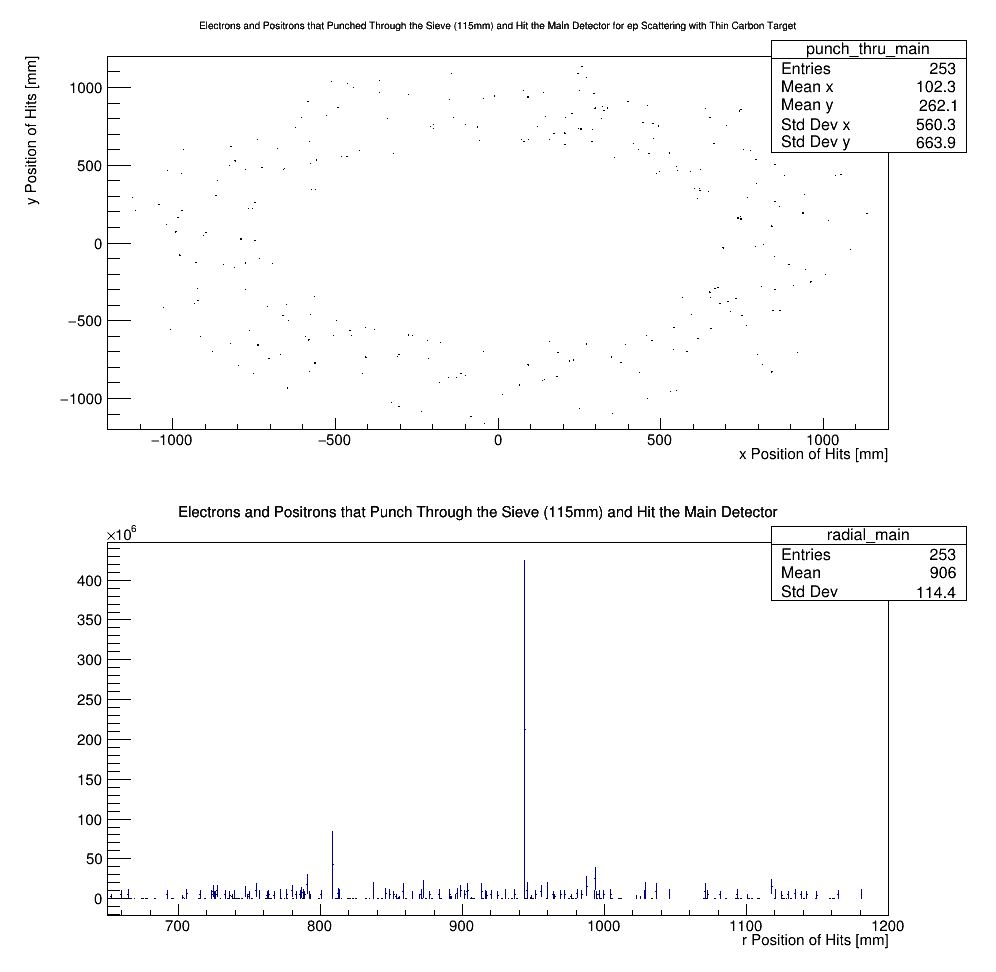 Electrons and Positrons that Punched Through the Sieve (115mm) and Hit the Main Detector for ep Scattering with Thin Carbon Target
punch_thru_main
Entries 253
Mean x 102.3
Mean y 262.1
Std Dev x 560.3
Std Dev y 663.9
y Position of Hits [mm]
1000
500
0
−500
−1000
−1000 −500 0 500 1000
x Position of Hits [mm]
Electrons and Positrons that Punch Through the Sieve (115mm) and Hit the Main Detector
radial_main
Entries 253
Mean 906
Std Dev 114.4
×10⁶
400
350
300
250
200
150
100
50
0
700 800 900 1000 1100 1200
r Position of Hits [mm]